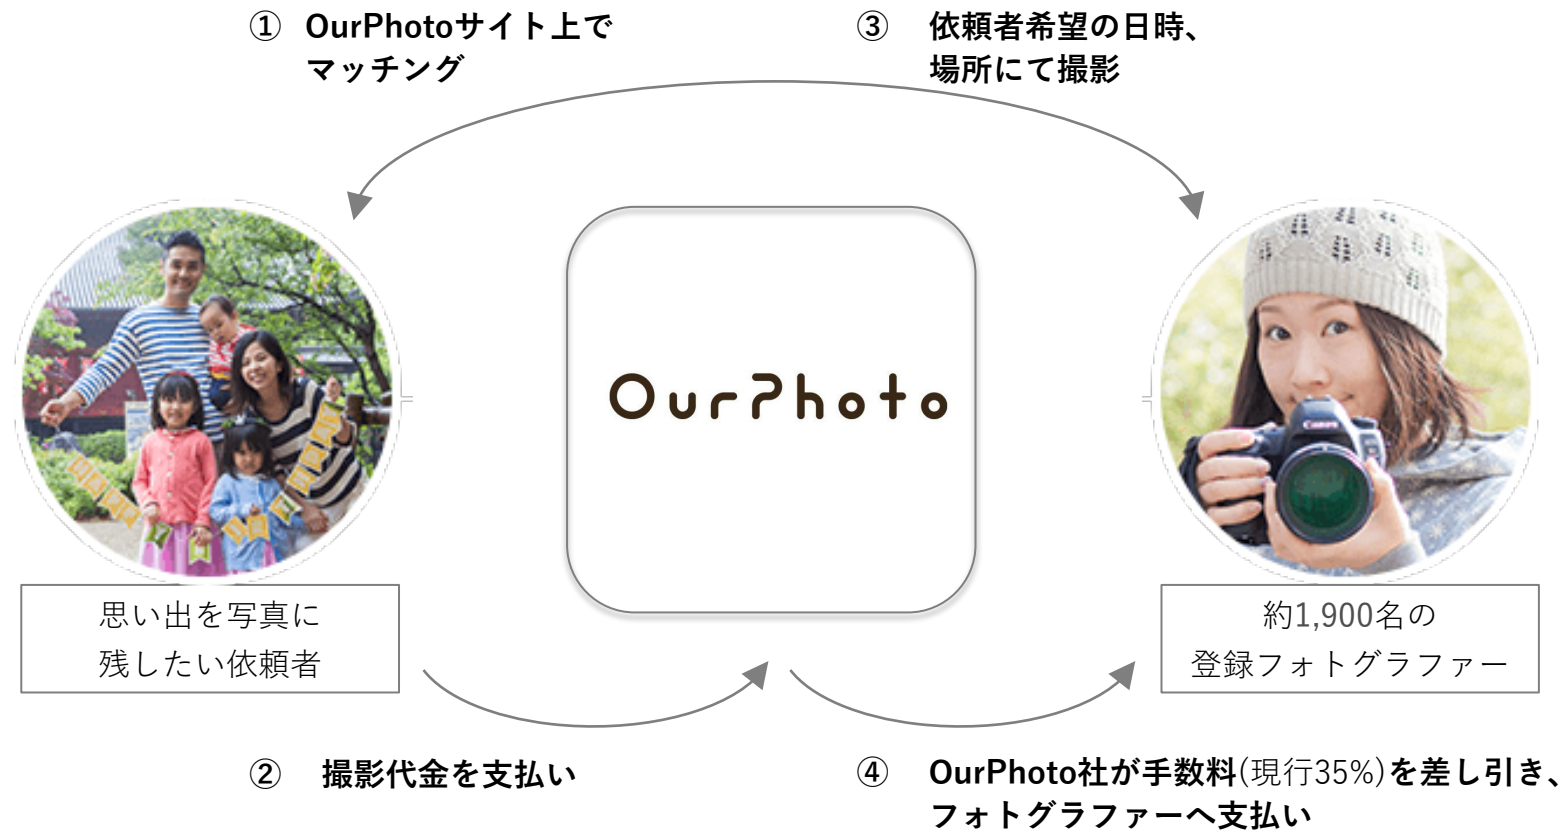 ① OurPhotoサイト上で
マッチング
③ 依頼者希望の日時、
場所にて撮影
OurPhoto
Canon
思い出を写真に
残したい依頼者
約1,900名の
登録フォトグラファー
② 撮影代金を支払い
④ OurPhoto社が手数料(現行35%)を差し引き、
フォトグラファーへ支払い